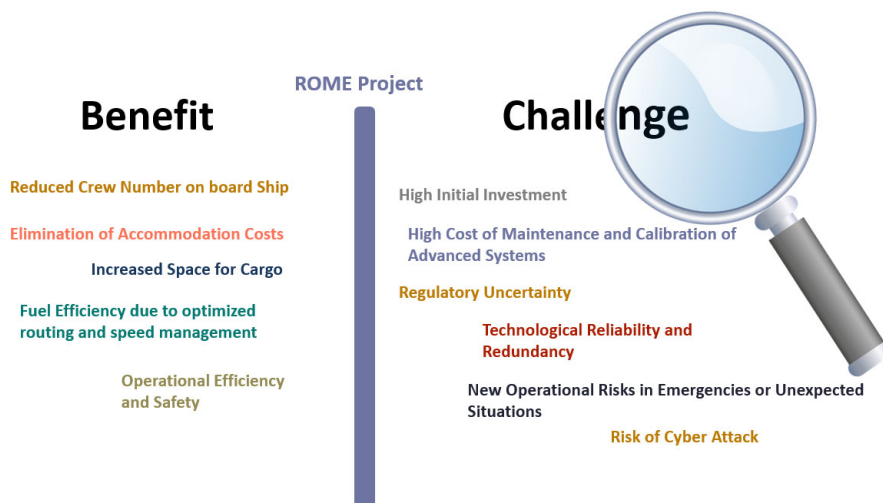 ROME Project
Benefit
Reduced Crew Number on board Ship
Elimination of Accommodation Costs
Increased Space for Cargo
Fuel Efficiency due to optimized
routing and speed management
Operational Efficiency
and Safety
Challenge
High Initial Investment
High Cost of Maintenance and Calibration of
Advanced Systems
Regulatory Uncertainty
Technological Reliability and
Redundancy
New Operational Risks in Emergencies or Unexpected
Situations
Risk of Cyber Attack